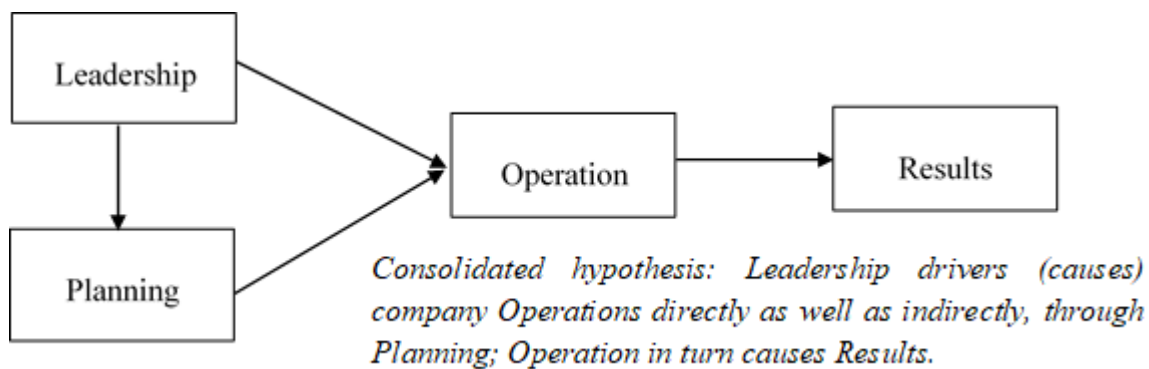 Leadership
Operation
Results
Planning
Consolidated hypothesis: Leadership drivers (causes)
company Operations directly as well as indirectly, through
Planning; Operation in turn causes Results.